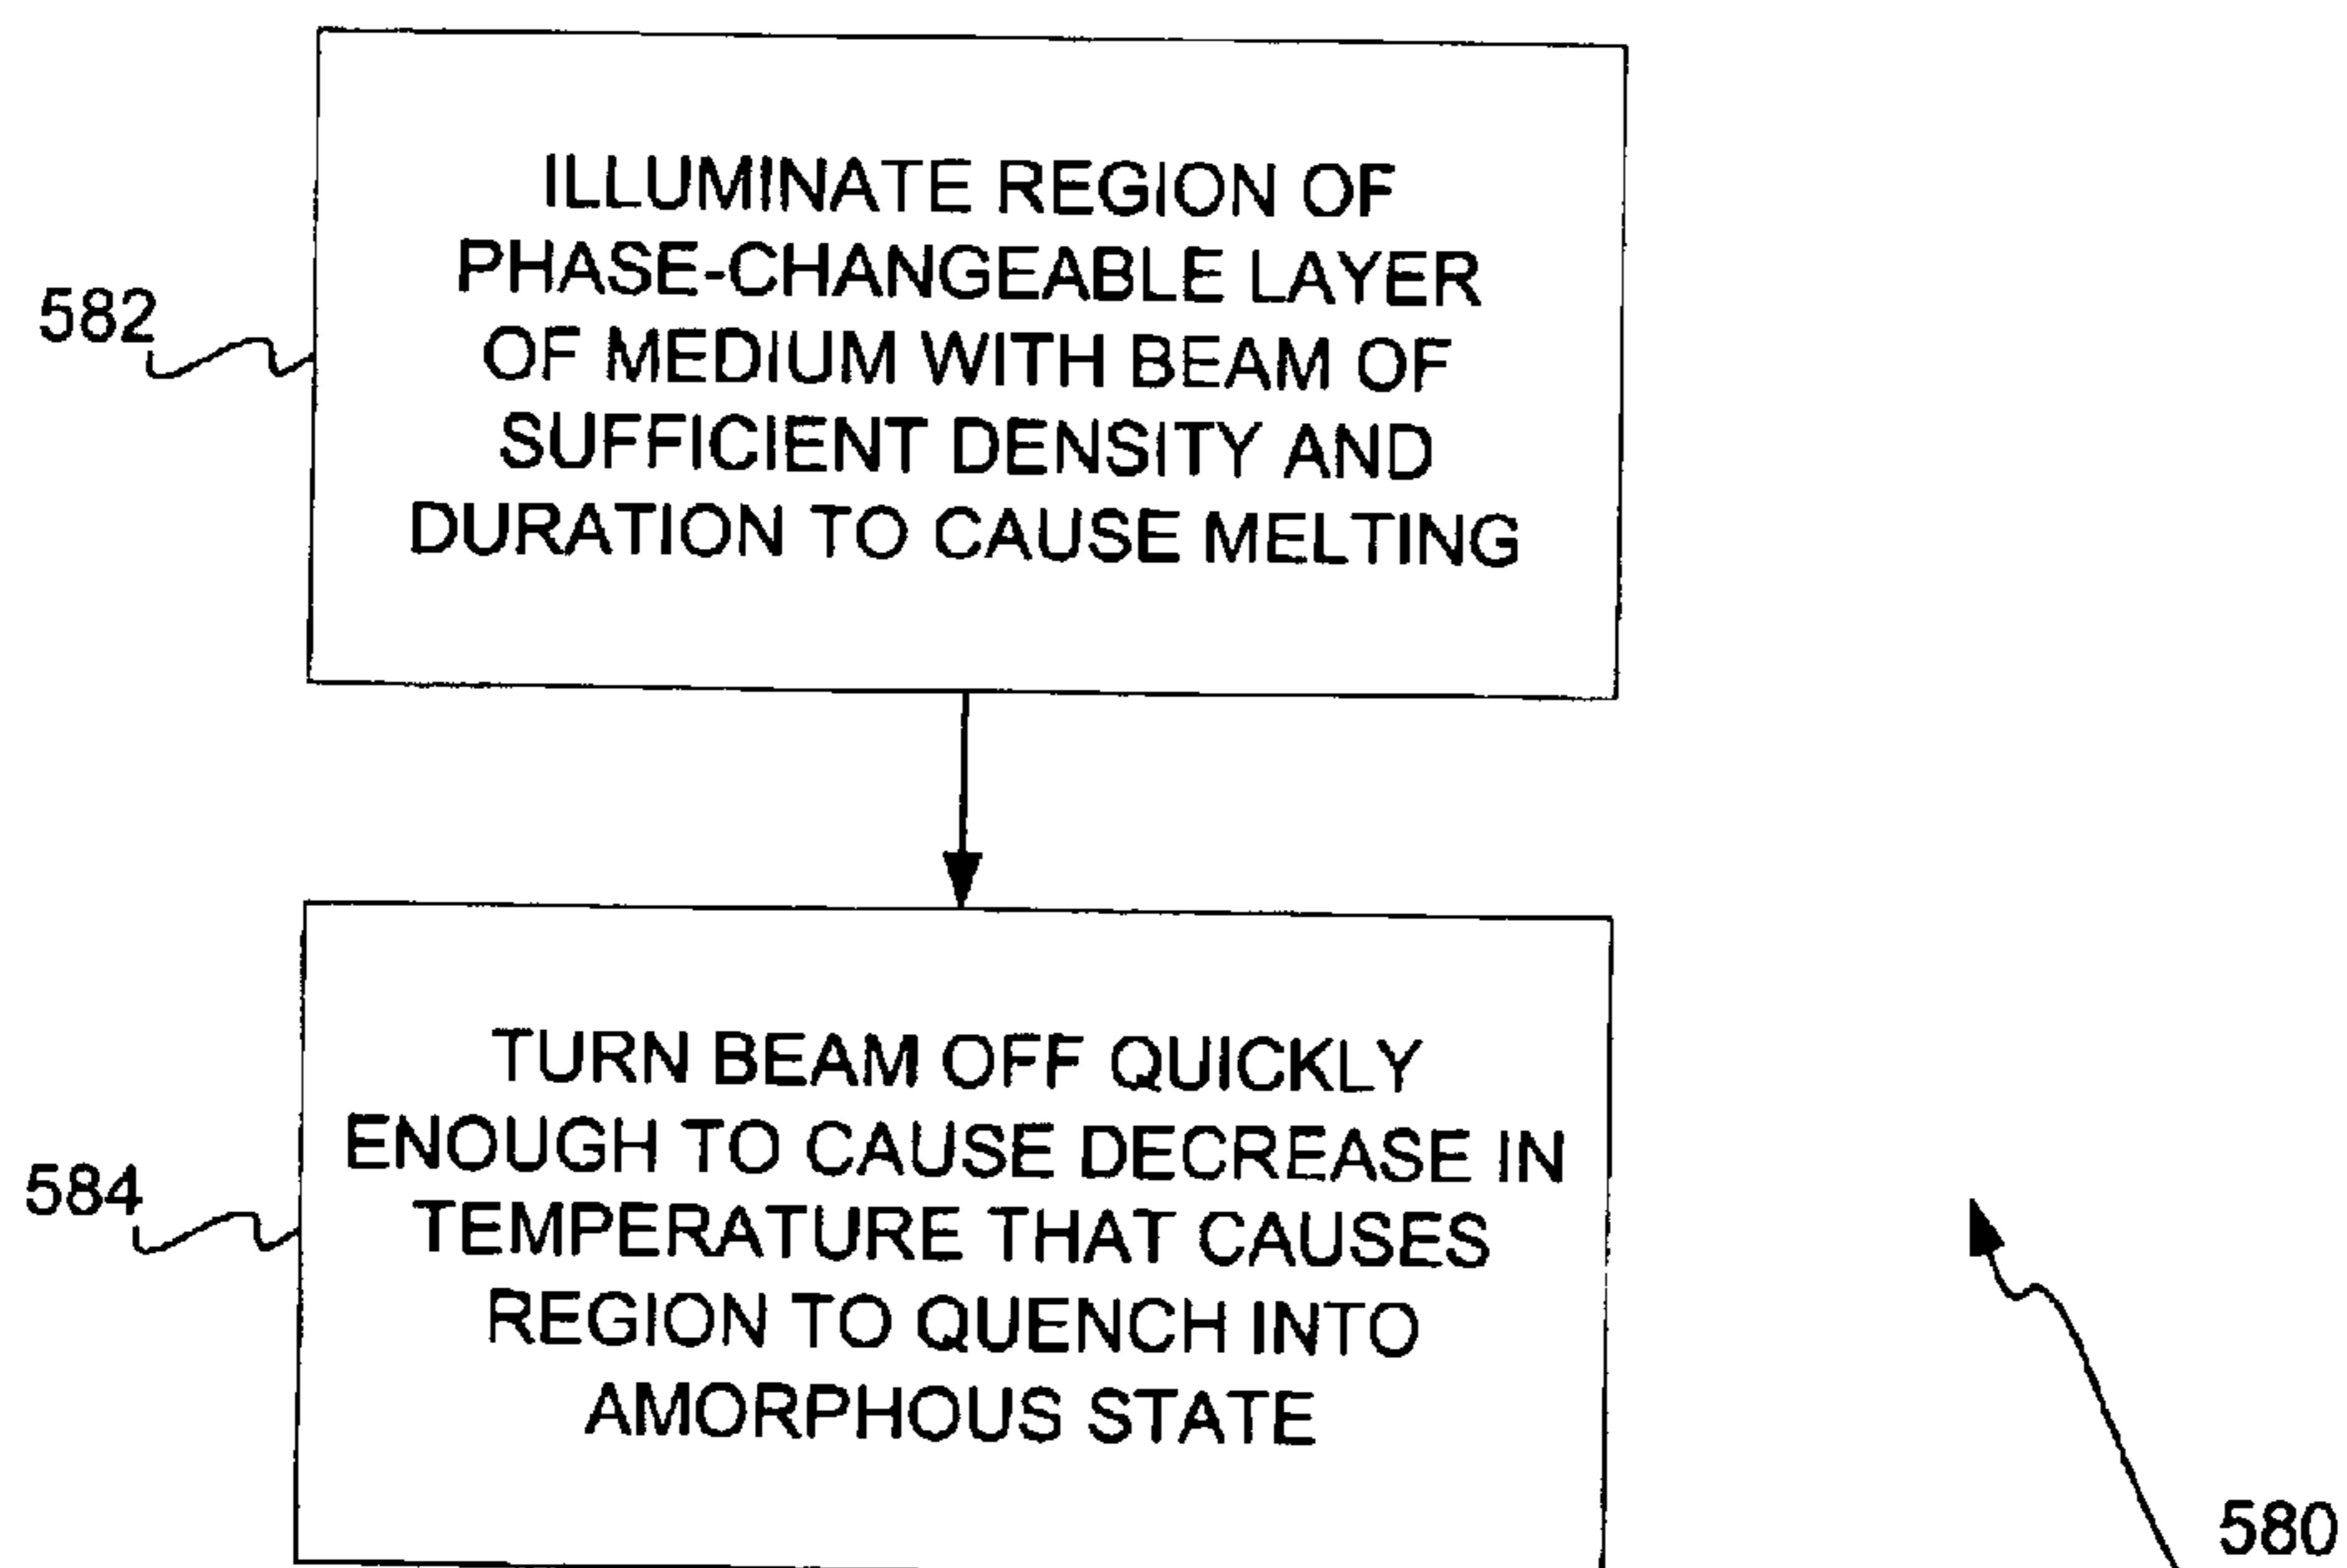 ILLUMINATE REGION OF
PHASE-CHANGEABLE LAYER
OF MEDIUM WITH BEAM OF
SUFFICIENT DENSITY AND
DURATION TO CAUSE MELTING
582
TURN BEAM OFF QUICKLY
ENOUGH TO CAUSE DECREASE IN
TEMPERATURE THAT CAUSES
REGION TO QUENCH INTO
AMORPHOUS STATE
584
580